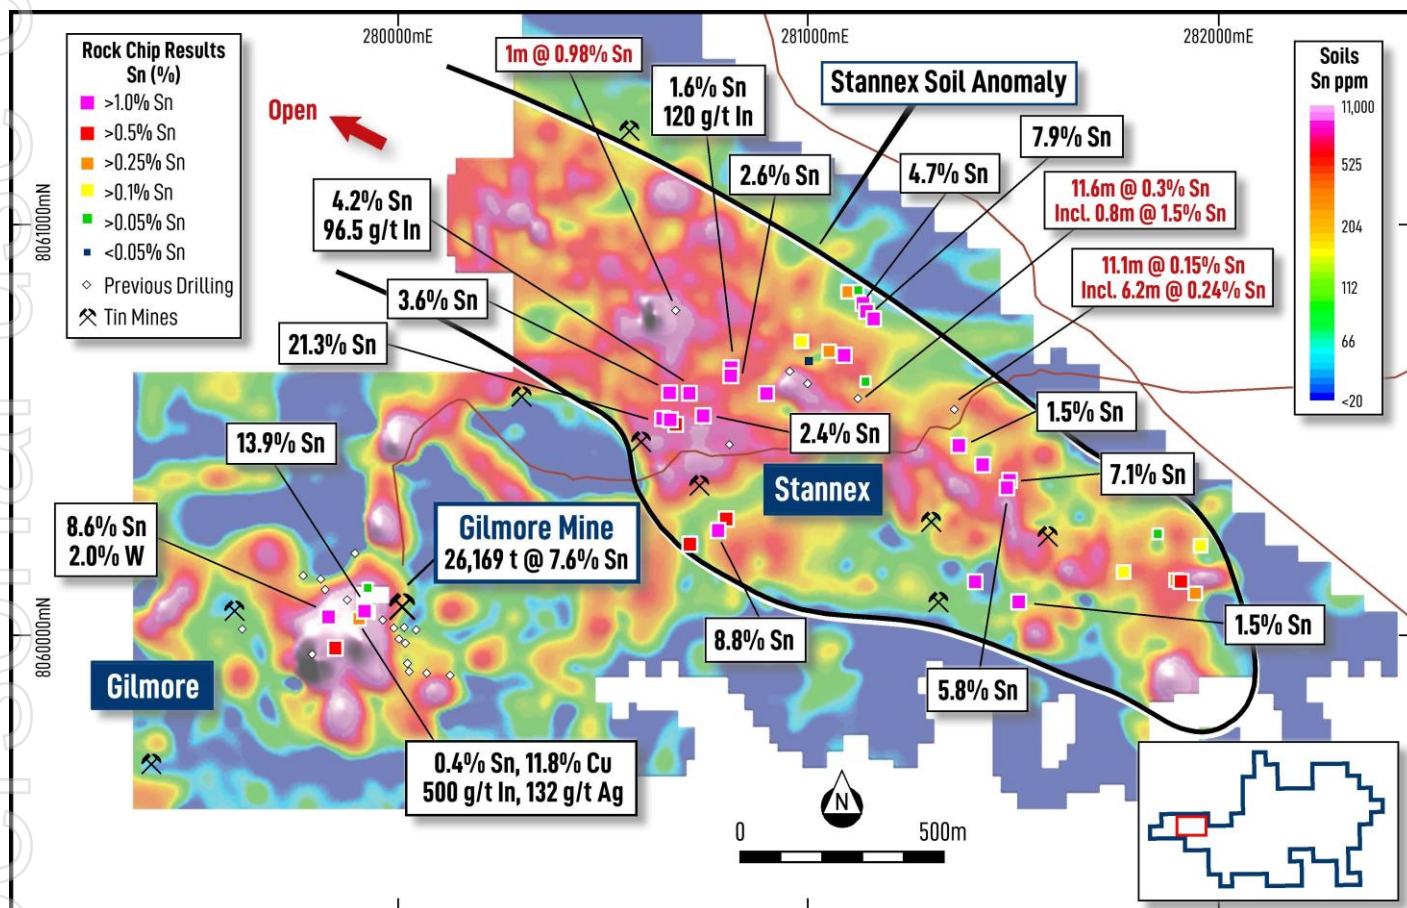 280000mE
281000mE
282000mE
Rock Chip Results
Sn (%)
>1.0% Sn
>0.5% Sn
>0.25% Sn
>0.1% Sn
>0.05% Sn
<0.05% Sn
Previous Drilling
Tin Mines
Open
1m @ 0.98% Sn
1.6% Sn
120 g/t In
Stannex Soil Anomaly
Soils
Sn ppm
11,000
525
204
112
66
<20
2.6% Sn
4.7% Sn
7.9% Sn
11.6m @ 0.3% Sn
Incl. 0.8m @ 1.5% Sn
11.1m @ 0.15% Sn
Incl. 6.2m @ 0.24% Sn
4.2% Sn
96.5 g/t In
8061000mN
3.6% Sn
21.3% Sn
13.9% Sn
2.4% Sn
1.5% Sn
7.1% Sn
Stannex
8.6% Sn
2.0% W
Gilmore Mine
26,169 t @ 7.6% Sn
8060000mN
8.8% Sn
1.5% Sn
5.8% Sn
Gilmore
0.4% Sn, 11.8% Cu
500 g/t In, 132 g/t Ag
N
0
500m